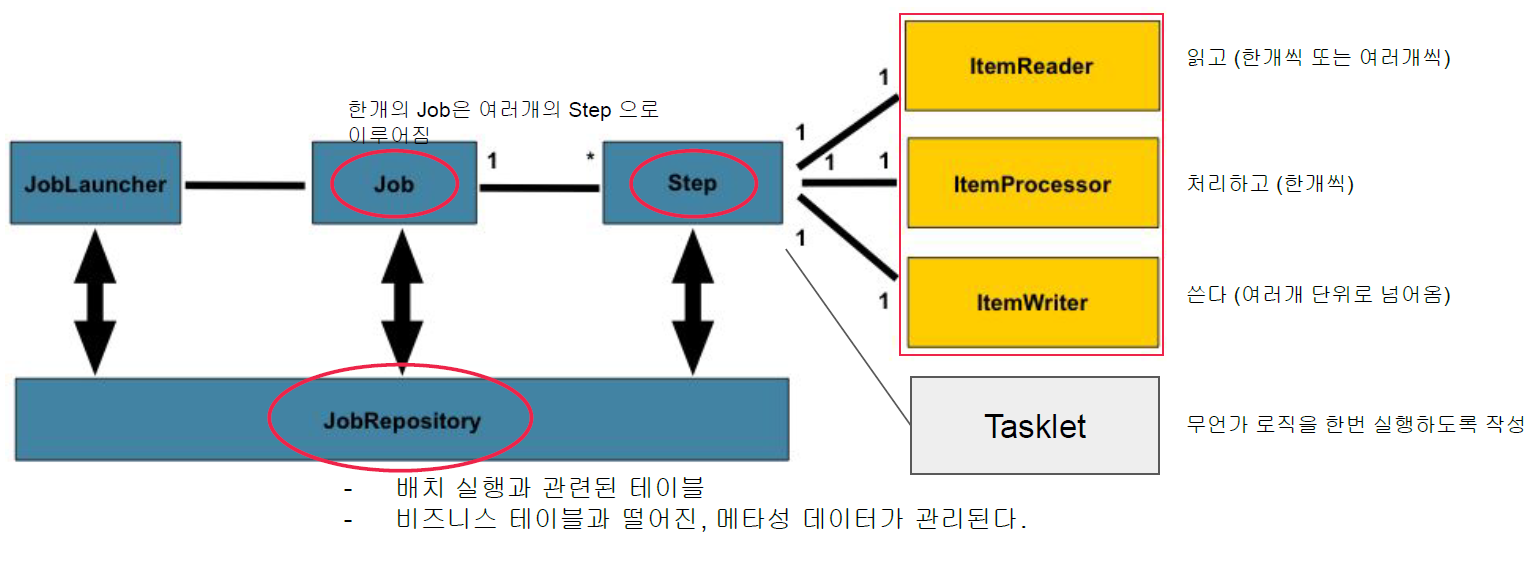 ItemReader
읽고 (한개씩 또는 여러개씩)
1
한개의 Job은 여러개의 Step 으로
이루어짐
1
JobLauncher
Job
1
*
Step
1
1
ItemProcessor
처리하고 (한개씩)
1
1
ItemWriter
쓴다 (여러개 단위로 넘어옴)
JobRepository
Tasklet
무언가 로직을 한번 실행하도록 작성
- 배치 실행과 관련된 테이블
- 비즈니스 테이블과 떨어진, 메타성 데이터가 관리된다.